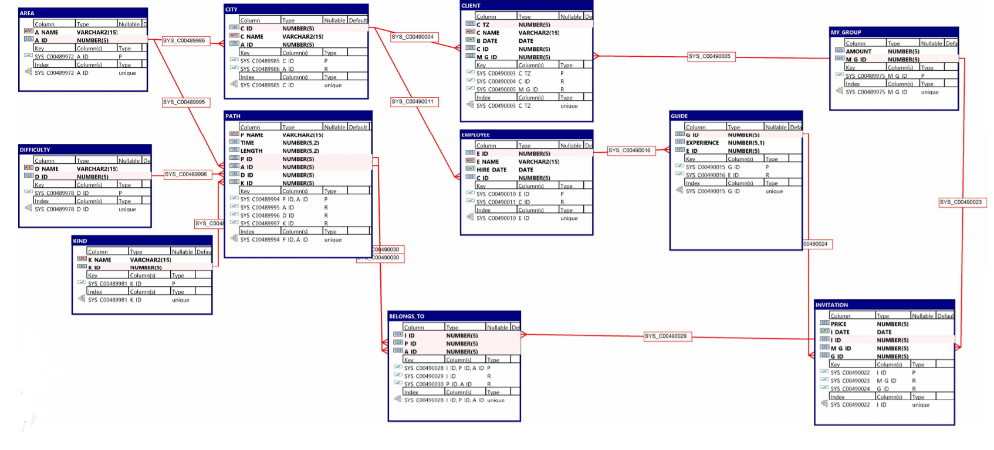 AREA
Column Type Nullable
A NAME VARCHAR2(15)
A ID NUMBER(5)
Key Column(s) Type
SYS C00489972 A ID P
Index Column(s) Type
SYS C00489972 A ID unique
CITY
Column Type Nullable Default
C ID NUMBER(5)
C NAME VARCHAR2(15)
A ID NUMBER(5)
Key Column(s) Type
SYS C00489985 C ID P
SYS C00489986 A ID R
Index Column(s) Type
SYS C00489985 C ID unique
CLIENT
Column Type Nullable De
C TZ NUMBER(5)
C NAME VARCHAR2(15)
B DATE DATE
C ID NUMBER(5)
M G ID NUMBER(5)
Key Column(s) Type
SYS C00490003 C TZ P
SYS C00490004 C ID R
SYS C00490005 M G ID R
Index Column(s) Type
SYS C00490003 C TZ unique
MY GROUP
Column Type Nullable Defa
AMOUNT NUMBER(5)
M G ID NUMBER(5)
Key Column(s) Type
SYS C00489975 M G ID P
Index Column(s) Type
SYS C00489975 M G ID unique
SYS_C00489986
SYS_C00490004
SYS_C00490005
SYS_C00489995
SYS_C00490011
PATH
Column Type Nullable Default
P NAME VARCHAR2(15)
TIME NUMBER(5,2)
LENGTH NUMBER(5,2)
P ID NUMBER(5)
A ID NUMBER(5)
D ID NUMBER(5)
K ID NUMBER(5)
Key Column(s) Type
SYS C00489994 P ID, A ID P
SYS C00489995 A ID R
SYS C00489996 D ID R
SYS C00489997 K ID R
Index Column(s) Type
SYS C00489994 P ID, A ID unique
EMPLOYEE
Column Type Nullable De
E ID NUMBER(5)
E NAME VARCHAR2(15)
HIRE DATE DATE
C ID NUMBER(5)
Key Column(s) Type
SYS C00490010 E ID P
SYS C00490011 C ID R
Index Column(s) Type
SYS C00490010 E ID unique
GUIDE
Column Type Nullable Defa
G ID NUMBER(5)
EXPERIENCE NUMBER(5,1)
E ID NUMBER(5)
Key Column(s) Type
SYS C00490015 G ID P
SYS C00490016 E ID R
Index Column(s) Type
SYS C00490015 G ID unique
DIFFICULTY
Column Type Nullable De
D NAME VARCHAR2(15)
D ID NUMBER(5)
Key Column(s) Type
SYS C00489978 D ID P
Index Column(s) Type
SYS C00489978 D ID unique
SYS_C00489996
SYS_C00490016
SYS_C00490023
SYS_C0048
KIND
Column Type Nullable Defau
K NAME VARCHAR2(15)
K ID NUMBER(5)
Key Column(s) Type
SYS C00489981 K ID P
Index Column(s) Type
SYS C00489981 K ID unique
00490030
SYS_C00490030
00490024
BELONGS_TO
Column Type Nullable Def
I ID NUMBER(5)
P ID NUMBER(5)
A ID NUMBER(5)
Key Column(s) Type
SYS C00490028 I ID, P ID, A ID P
SYS C00490029 I ID R
SYS C00490030 P ID, A ID R
Index Column(s) Type
SYS C00490028 I ID, P ID, A ID unique
SYS_C00490029
INVITATION
Column Type Nullable Default
PRICE NUMBER(5)
I DATE DATE
I ID NUMBER(5)
M G ID NUMBER(5)
G ID NUMBER(5)
Key Column(s) Type
SYS C00490022 I ID P
SYS C00490023 M G ID R
SYS C00490024 G ID R
Index Column(s) Type
SYS C00490022 I ID unique